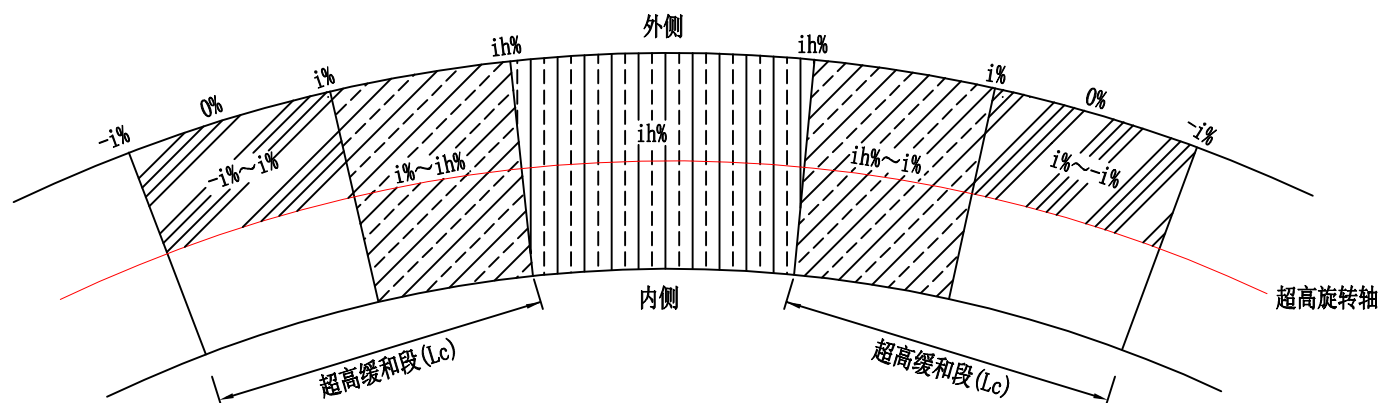 外侧
ih%
ih%
i%
i%
0%
0%
-i%
-i%
ih%
-i%～i%
i%～ih%
ih%～i%
i%～-i%
内侧
超高旋转轴
超高缓和段(Lc)
超高缓和段(Lc)